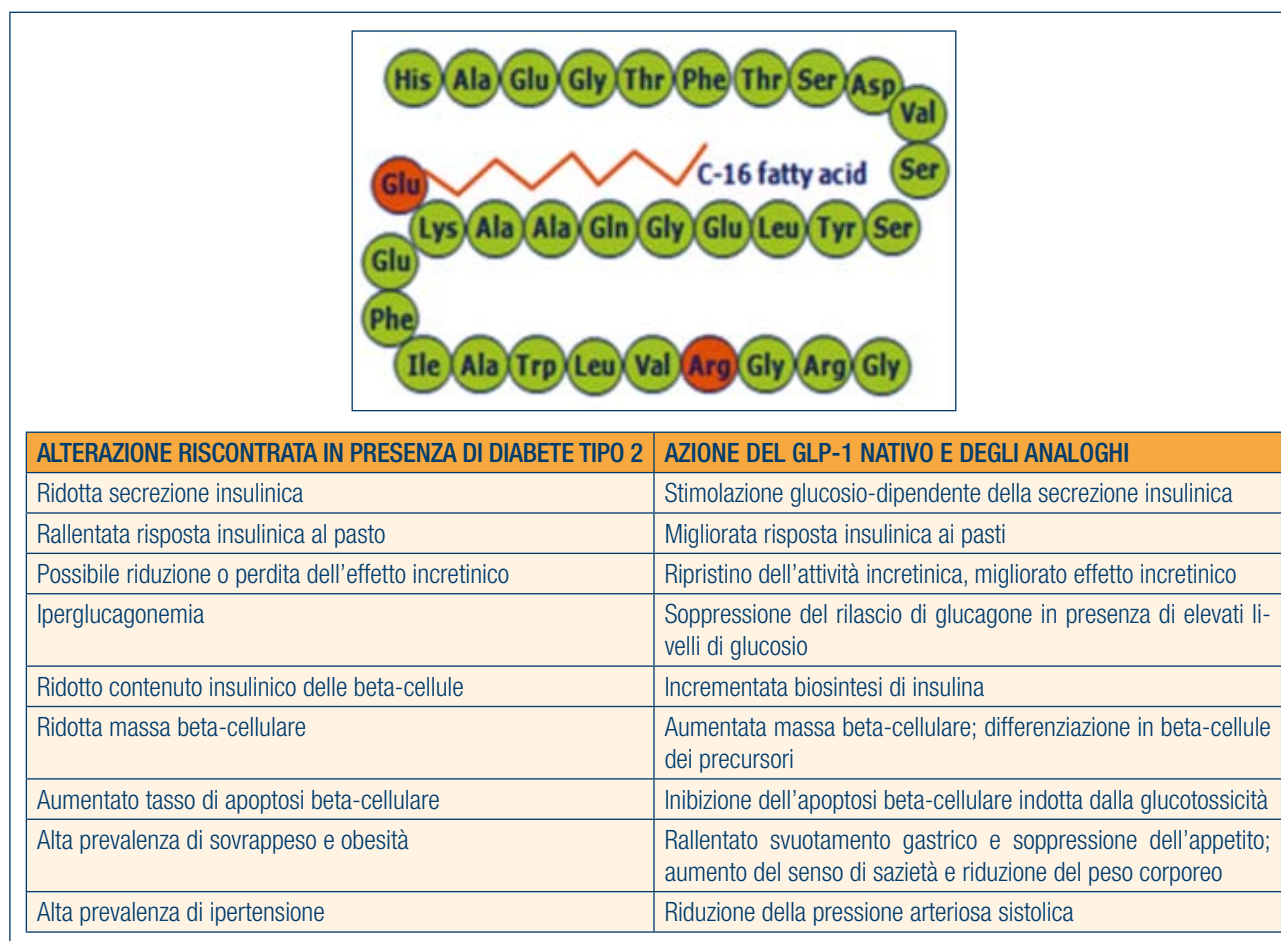 His Ala Glu Gly Thr Phe Thr Ser Asp
Val
Ser
Glu
C-16 fatty acid
Lys Ala Ala Gln Gly Glu Leu Tyr Ser
Glu
Phe
Ile Ala Trp Leu Val Arg Gly Arg Gly
ALTERAZIONE RISCONTRATA IN PRESENZA DI DIABETE TIPO 2 AZIONE DEL GLP-1 NATIVO E DEGLI ANALOGHI
Ridotta secrezione insulinica Stimolazione glucosio-dipendente della secrezione insulinica
Rallentata risposta insulinica al pasto Migliorata risposta insulinica ai pasti
Possibile riduzione o perdita dell'effetto incretinico Ripristino dell'attività incretinica, migliorato effetto incretinico
Iperglucagonemia Soppressione del rilascio di glucagone in presenza di elevati li-
velli di glucosio
Ridotto contenuto insulinico delle beta-cellule Incrementata biosintesi di insulina
Ridotta massa beta-cellulare Aumentata massa beta-cellulare; differenziazione in beta-cellule
dei precursori
Aumentato tasso di apoptosi beta-cellulare Inibizione dell'apoptosi beta-cellulare indotta dalla glucotossicità
Alta prevalenza di sovrappeso e obesità Rallentato svuotamento gastrico e soppressione dell'appetito;
aumento del senso di sazietà e riduzione del peso corporeo
Alta prevalenza di ipertensione Riduzione della pressione arteriosa sistolica